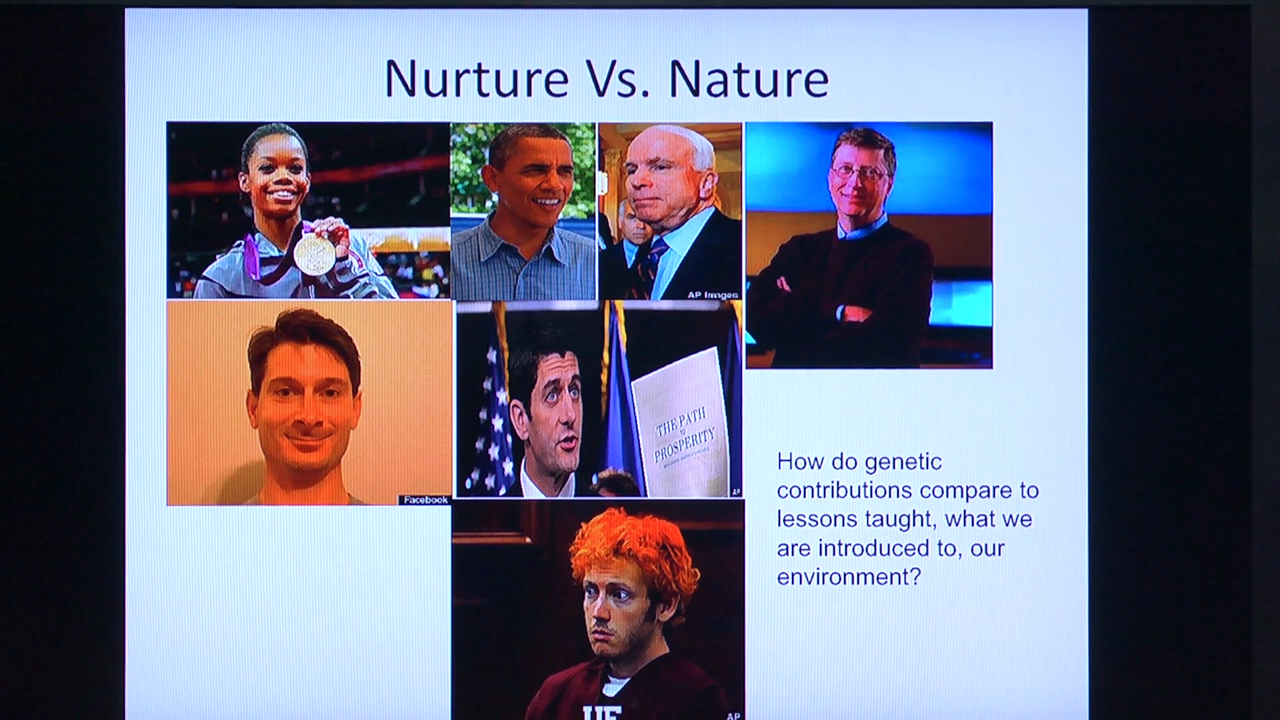 Nurture Vs. Nature
AP Images
Facebook
THE PATH
TO
PROSPERITY
AP
How do genetic
contributions compare to
lessons taught, what we
are introduced to, our
environment?
UF
AP